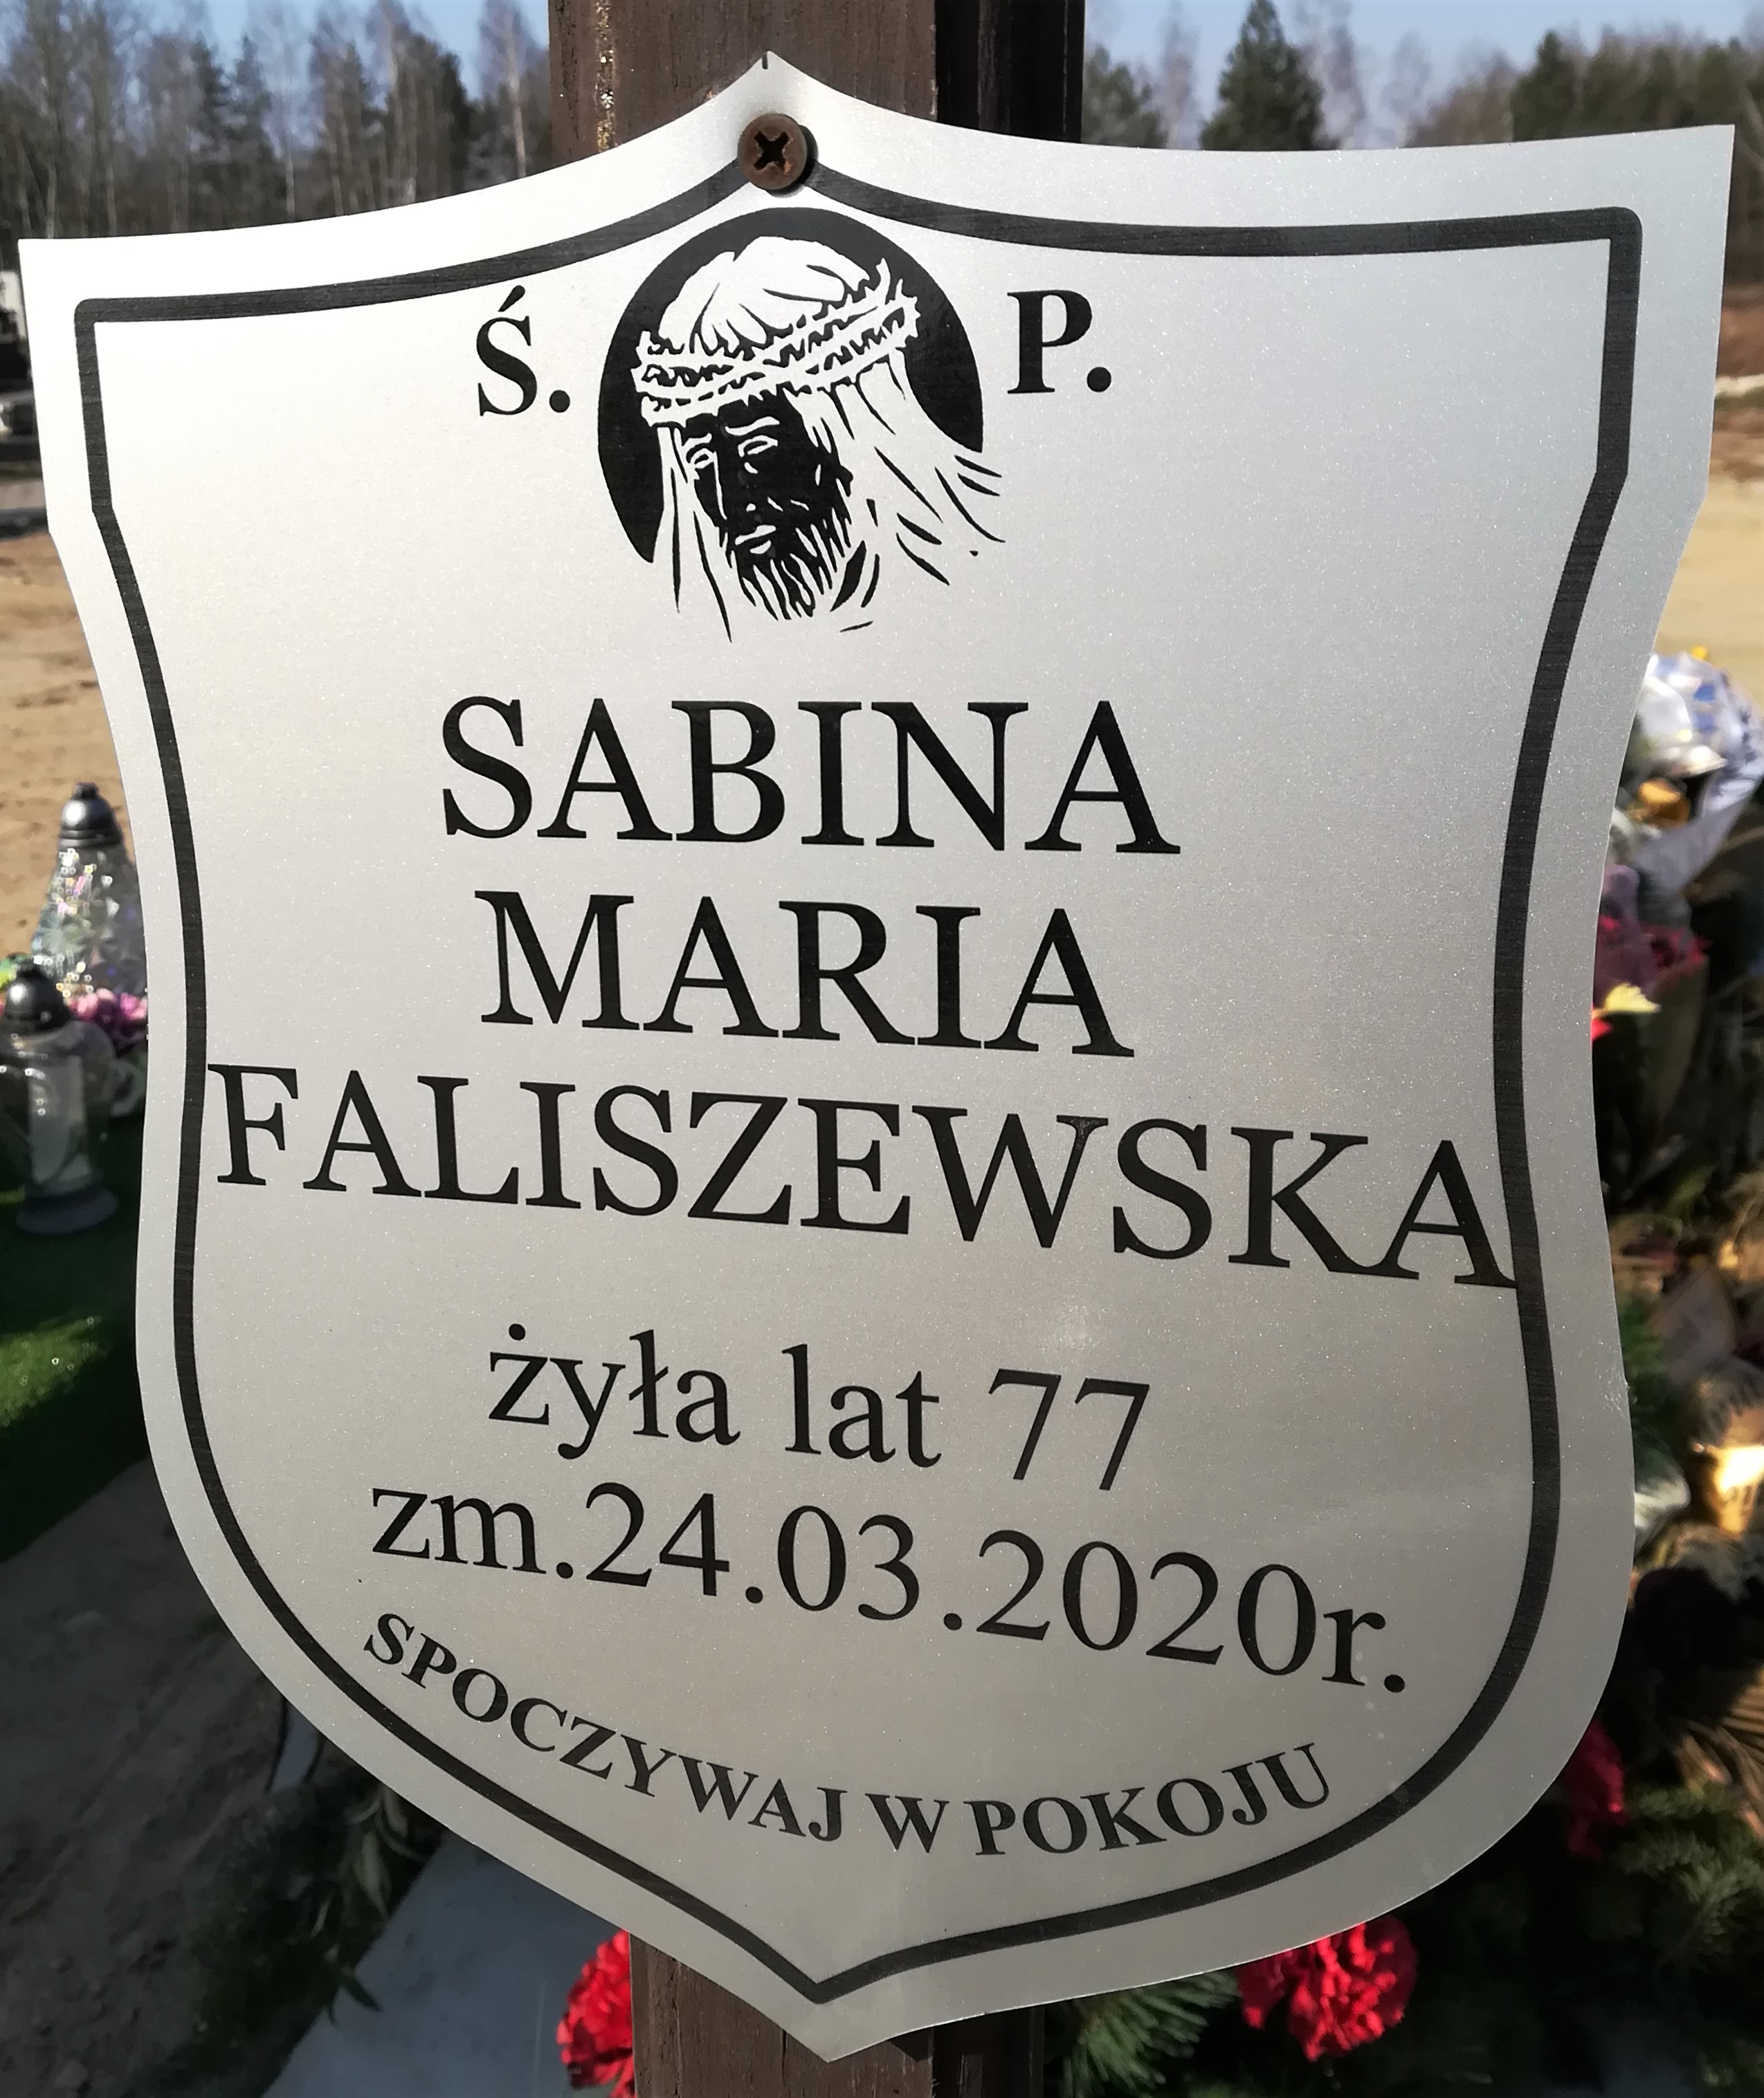 Ś. P.
SABINA
MARIA
FALISZEWSKA
żyła lat 77
zm.24.03.2020r.
SPOCZYWAJ W POKOJU